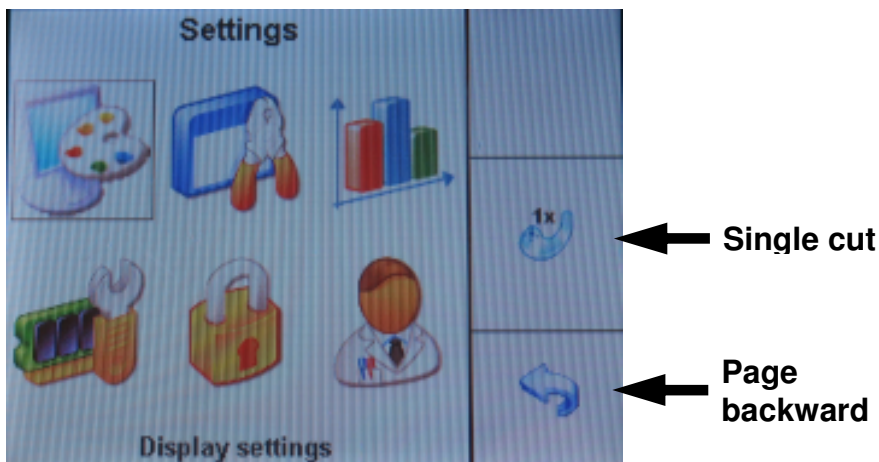 Settings
1x
Single cut
Page
backward
Display settings